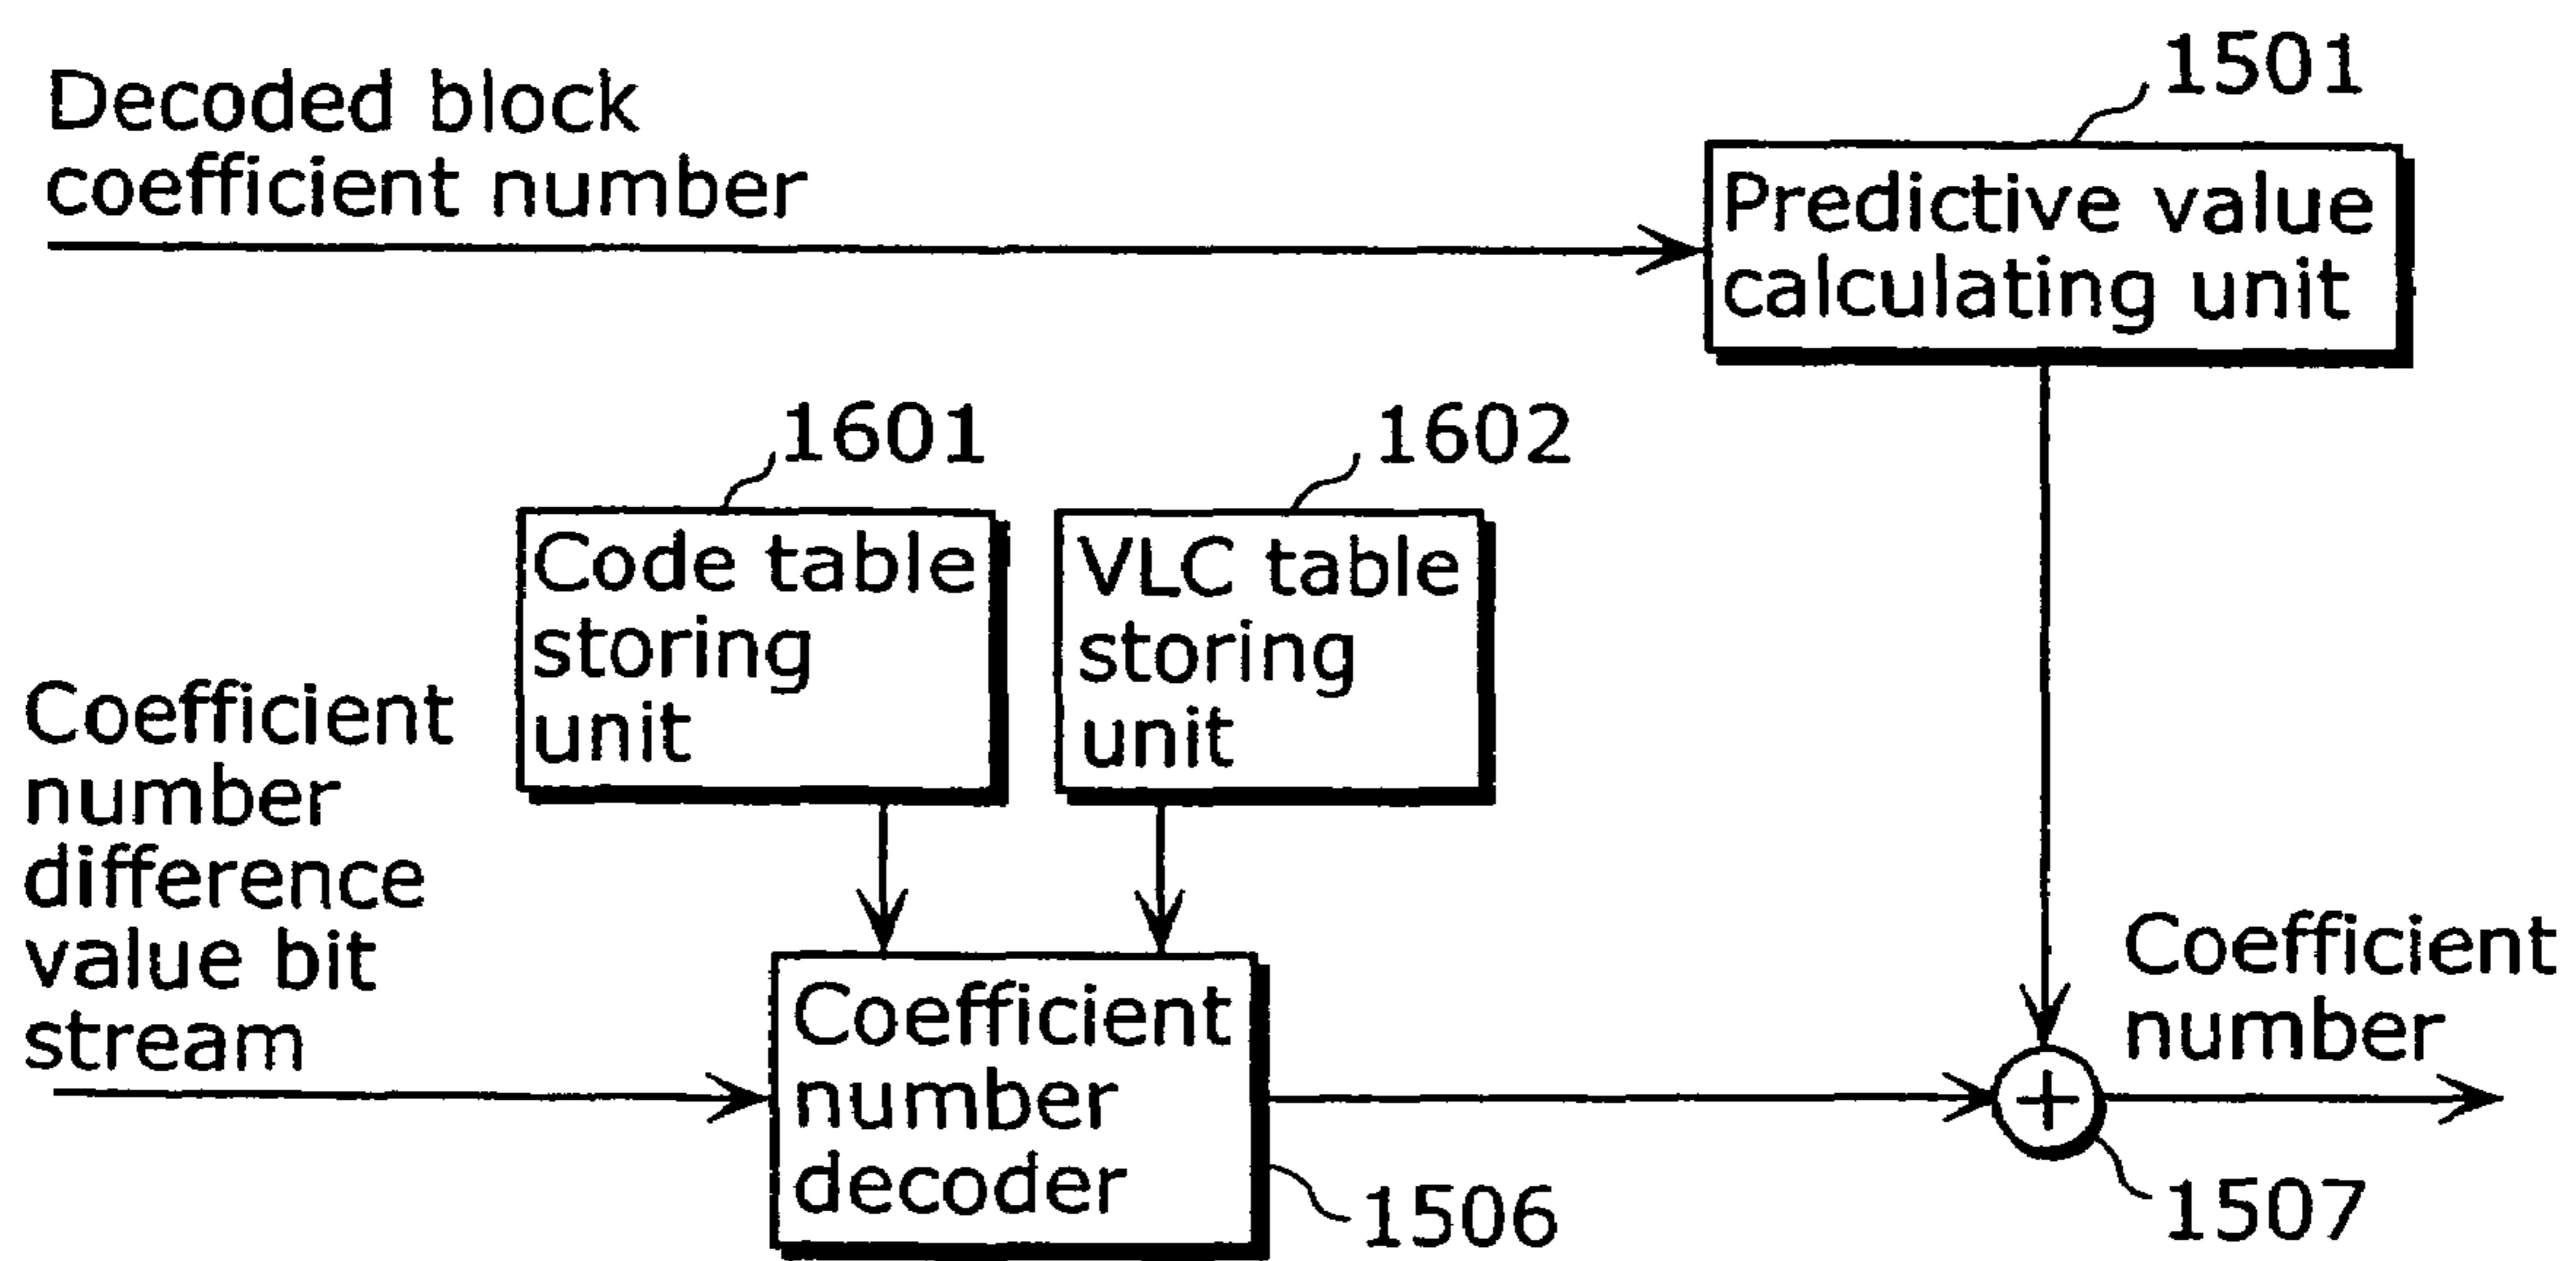 Decoded block
coefficient number
1501
Predictive value
calculating unit
1601
1602
Code table
storing
unit
VLC table
storing
unit
Coefficient
number
difference
value bit
stream
Coefficient
number
decoder
1506
+
Coefficient
number
1507